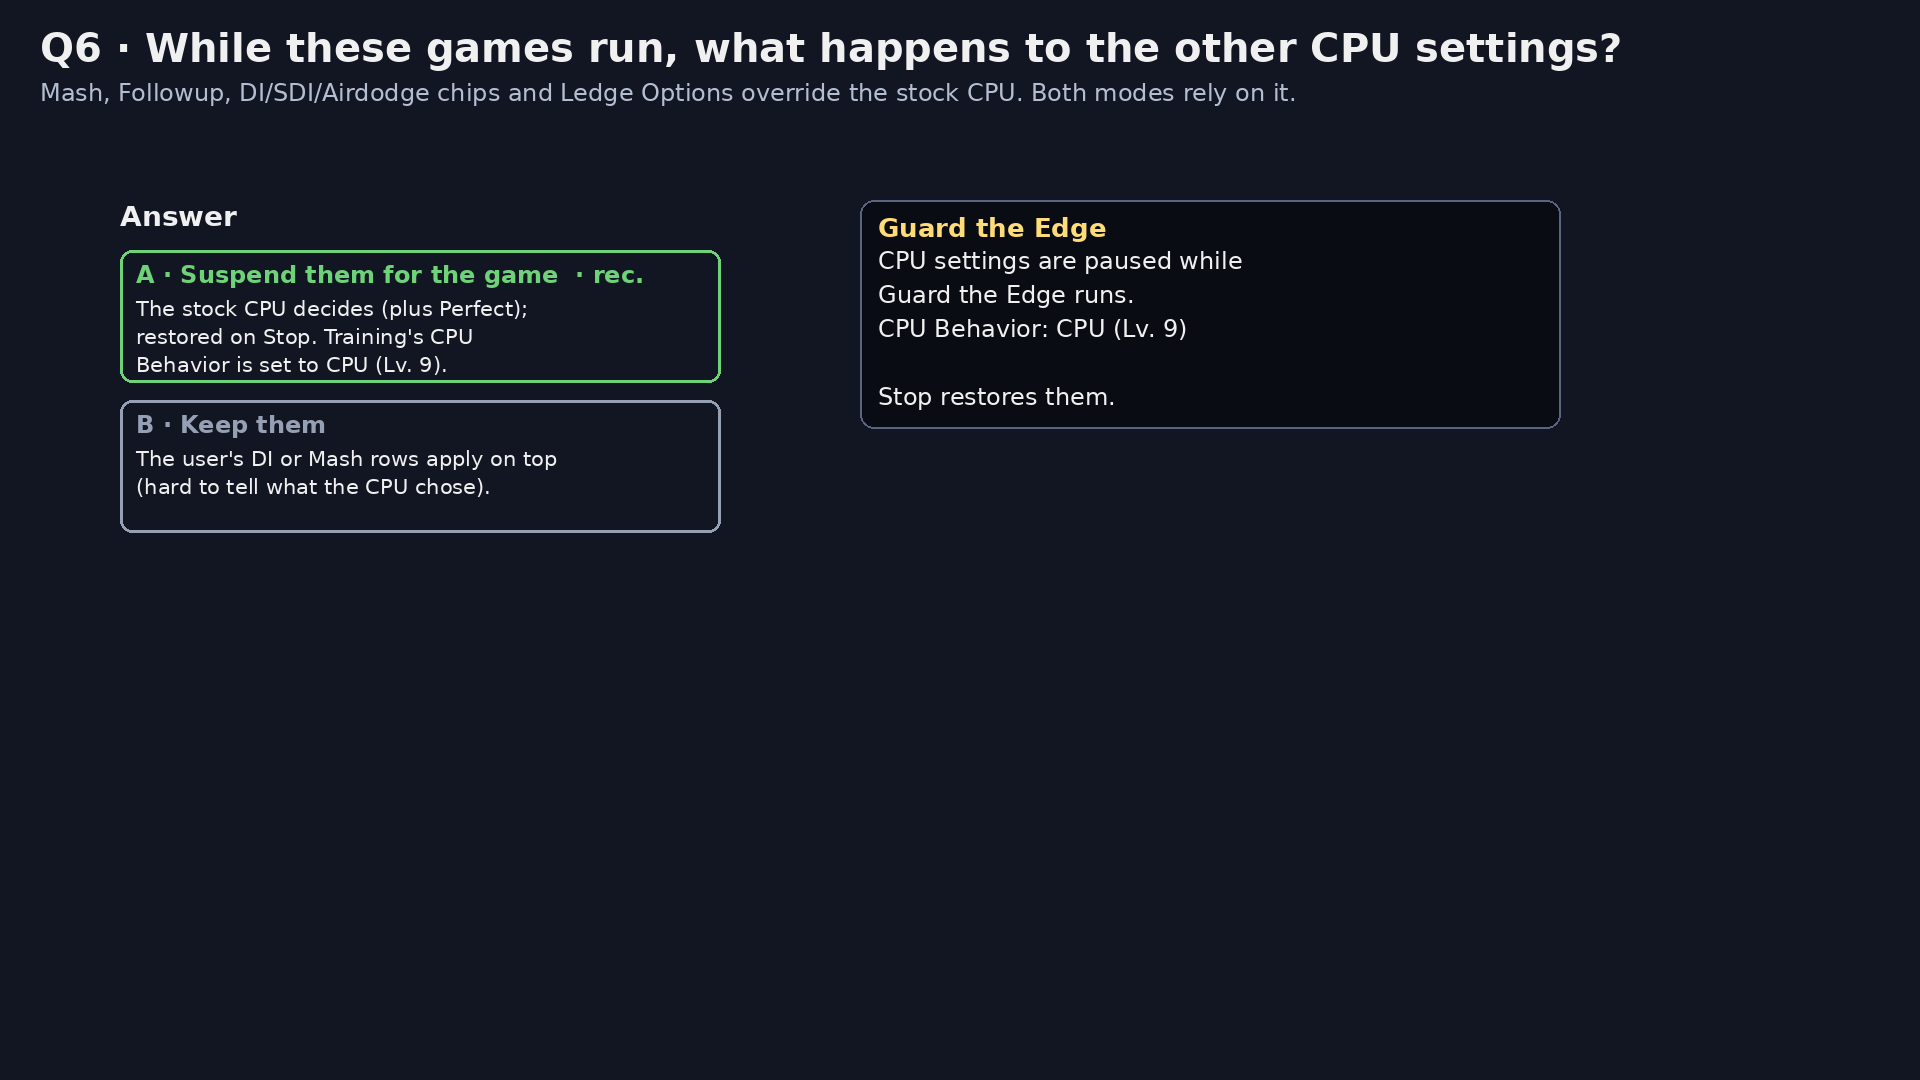 Q6 · While these games run, what happens to the other CPU settings?
Mash, Followup, DI/SDI/Airdodge chips and Ledge Options override the stock CPU. Both modes rely on it.
Answer
A · Suspend them for the game · rec.
The stock CPU decides (plus Perfect);
restored on Stop. Training's CPU
Behavior is set to CPU (Lv. 9).
B · Keep them
The user's DI or Mash rows apply on top
(hard to tell what the CPU chose).
Guard the Edge
CPU settings are paused while
Guard the Edge runs.
CPU Behavior: CPU (Lv. 9)
Stop restores them.